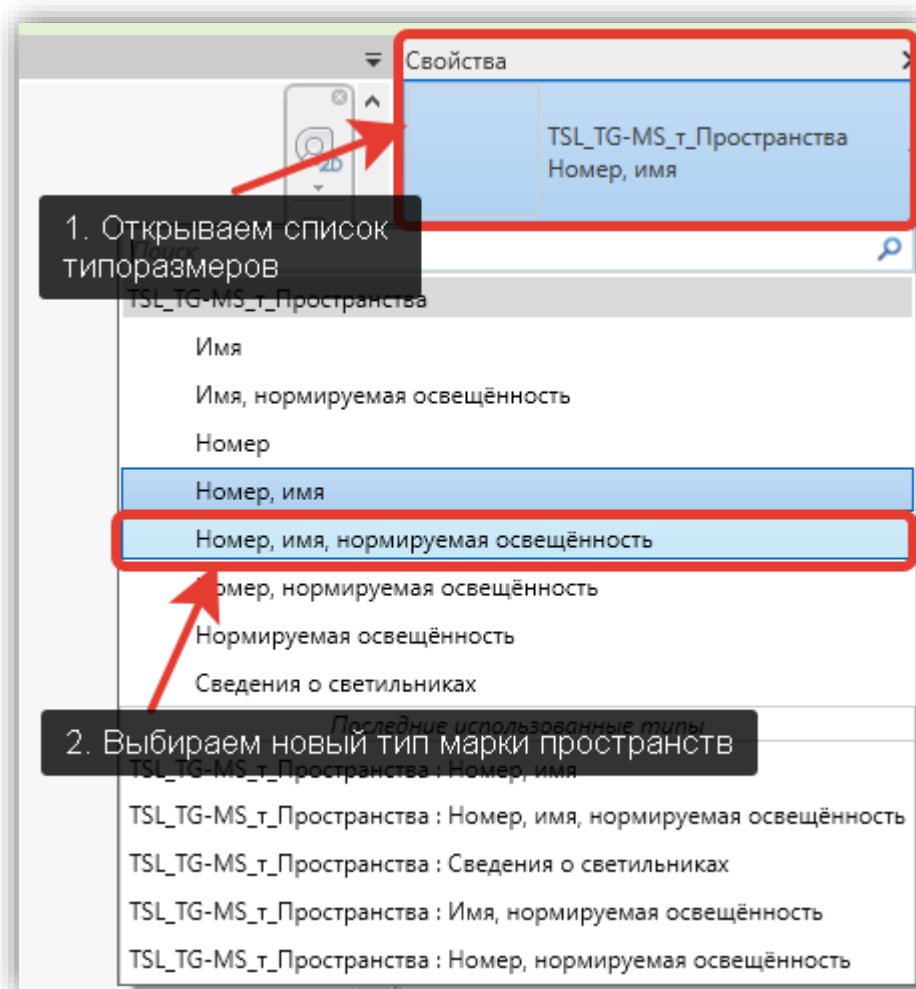 Свойства
TSL_TG-MS_т_Пространства
Номер, имя
2D
1. Открываем список
типоразмеров
Поиск
TSL_TG-MS_т_Пространства
Имя
Имя, нормируемая освещённость
Номер
Номер, имя
Номер, имя, нормируемая освещённость
Номер, нормируемая освещённость
Нормируемая освещённость
Сведения о светильниках
Последние использованные типы
2. Выбираем новый тип марки пространств
TSL_TG-MS_т_Пространства : Номер, имя
TSL_TG-MS_т_Пространства : Номер, имя, нормируемая освещённость
TSL_TG-MS_т_Пространства : Сведения о светильниках
TSL_TG-MS_т_Пространства : Имя, нормируемая освещённость
TSL_TG-MS_т_Пространства : Номер, нормируемая освещённость